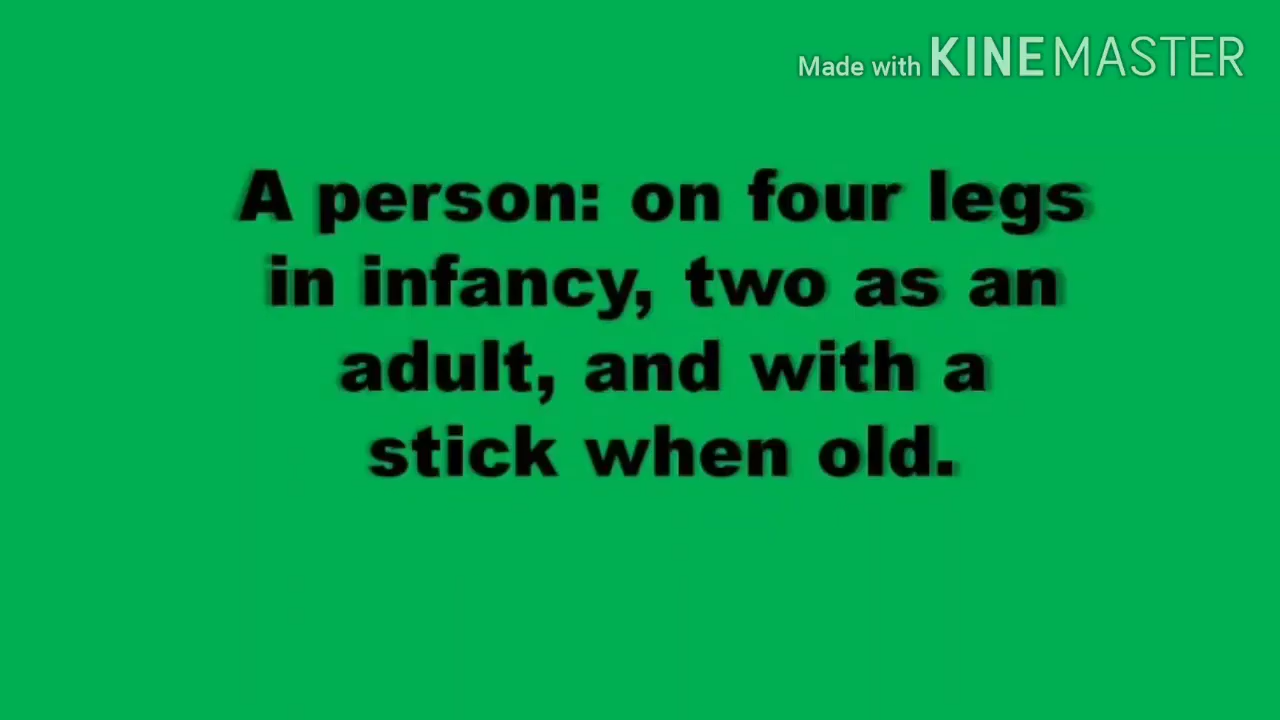 Made with KINEMASTER
A person: on four legs
in infancy, two as an
adult, and with a
stick when old.